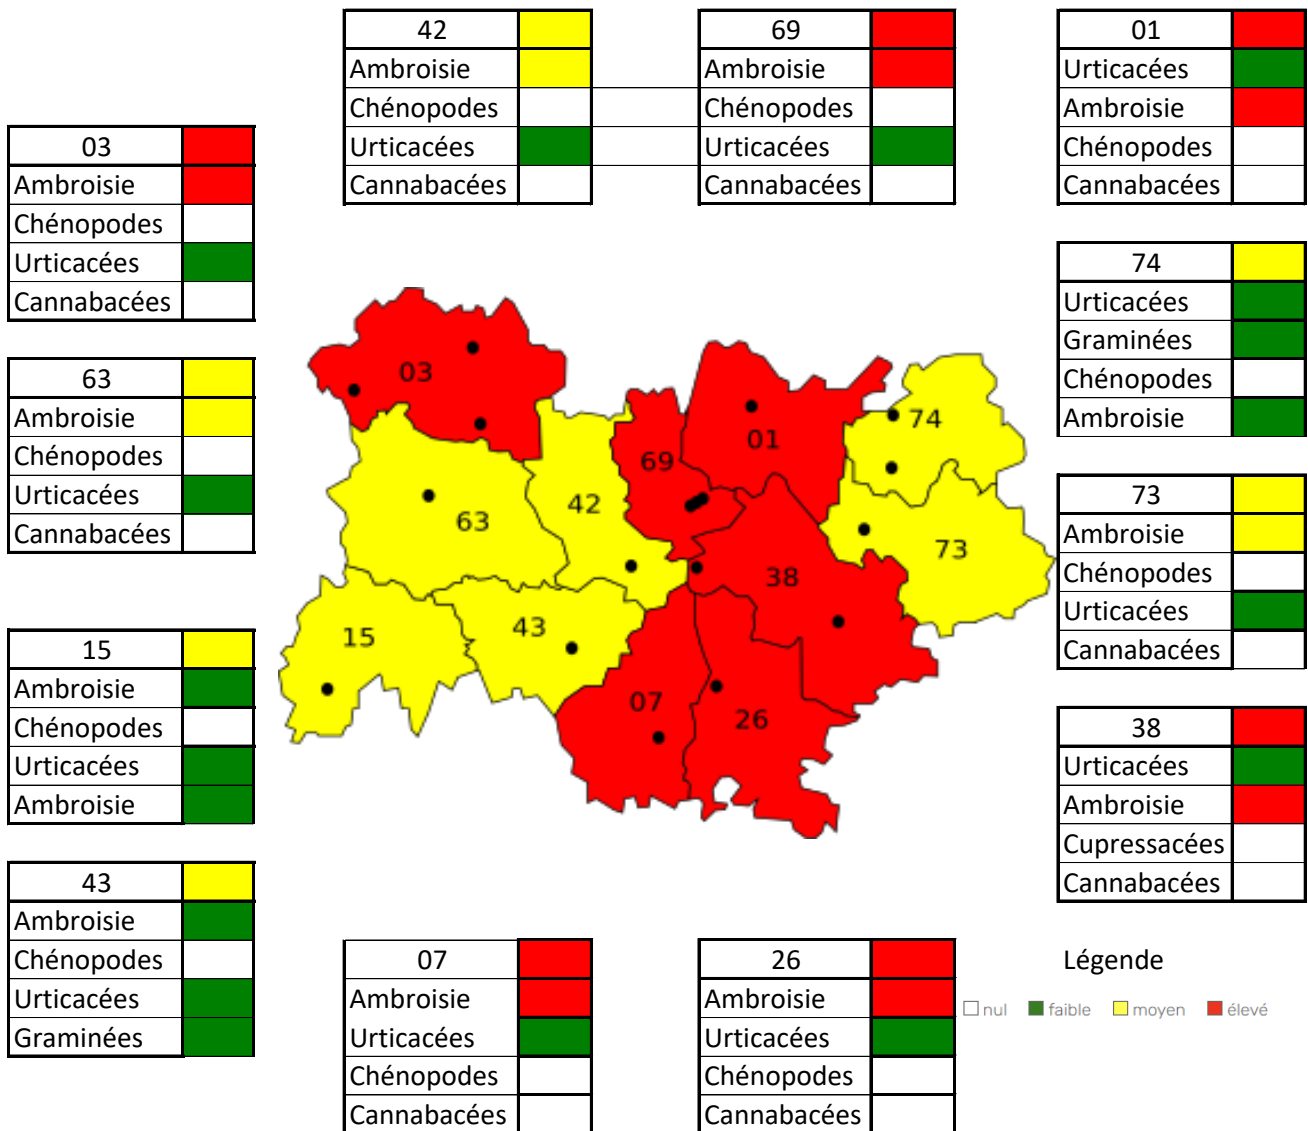 42
Ambroisie
Chénopodes
Urticacées
Cannabacées
69
Ambroisie
Chénopodes
Urticacées
Cannabacées
01
Urticacées
Ambroisie
Chénopodes
Cannabacées
03
Ambroisie
Chénopodes
Urticacées
Cannabacées
74
Urticacées
Graminées
Chénopodes
Ambroisie
63
Ambroisie
Chénopodes
Urticacées
Cannabacées
03
01
74
69
42
63
73
38
15
43
07
26
73
Ambroisie
Chénopodes
Urticacées
Cannabacées
15
Ambroisie
Chénopodes
Urticacées
Ambroisie
38
Urticacées
Ambroisie
Cupressacées
Cannabacées
43
Ambroisie
Chénopodes
Urticacées
Graminées
07
Ambroisie
Urticacées
Chénopodes
Cannabacées
26
Ambroisie
Urticacées
Chénopodes
Cannabacées
Légende
nul faible moyen élevé